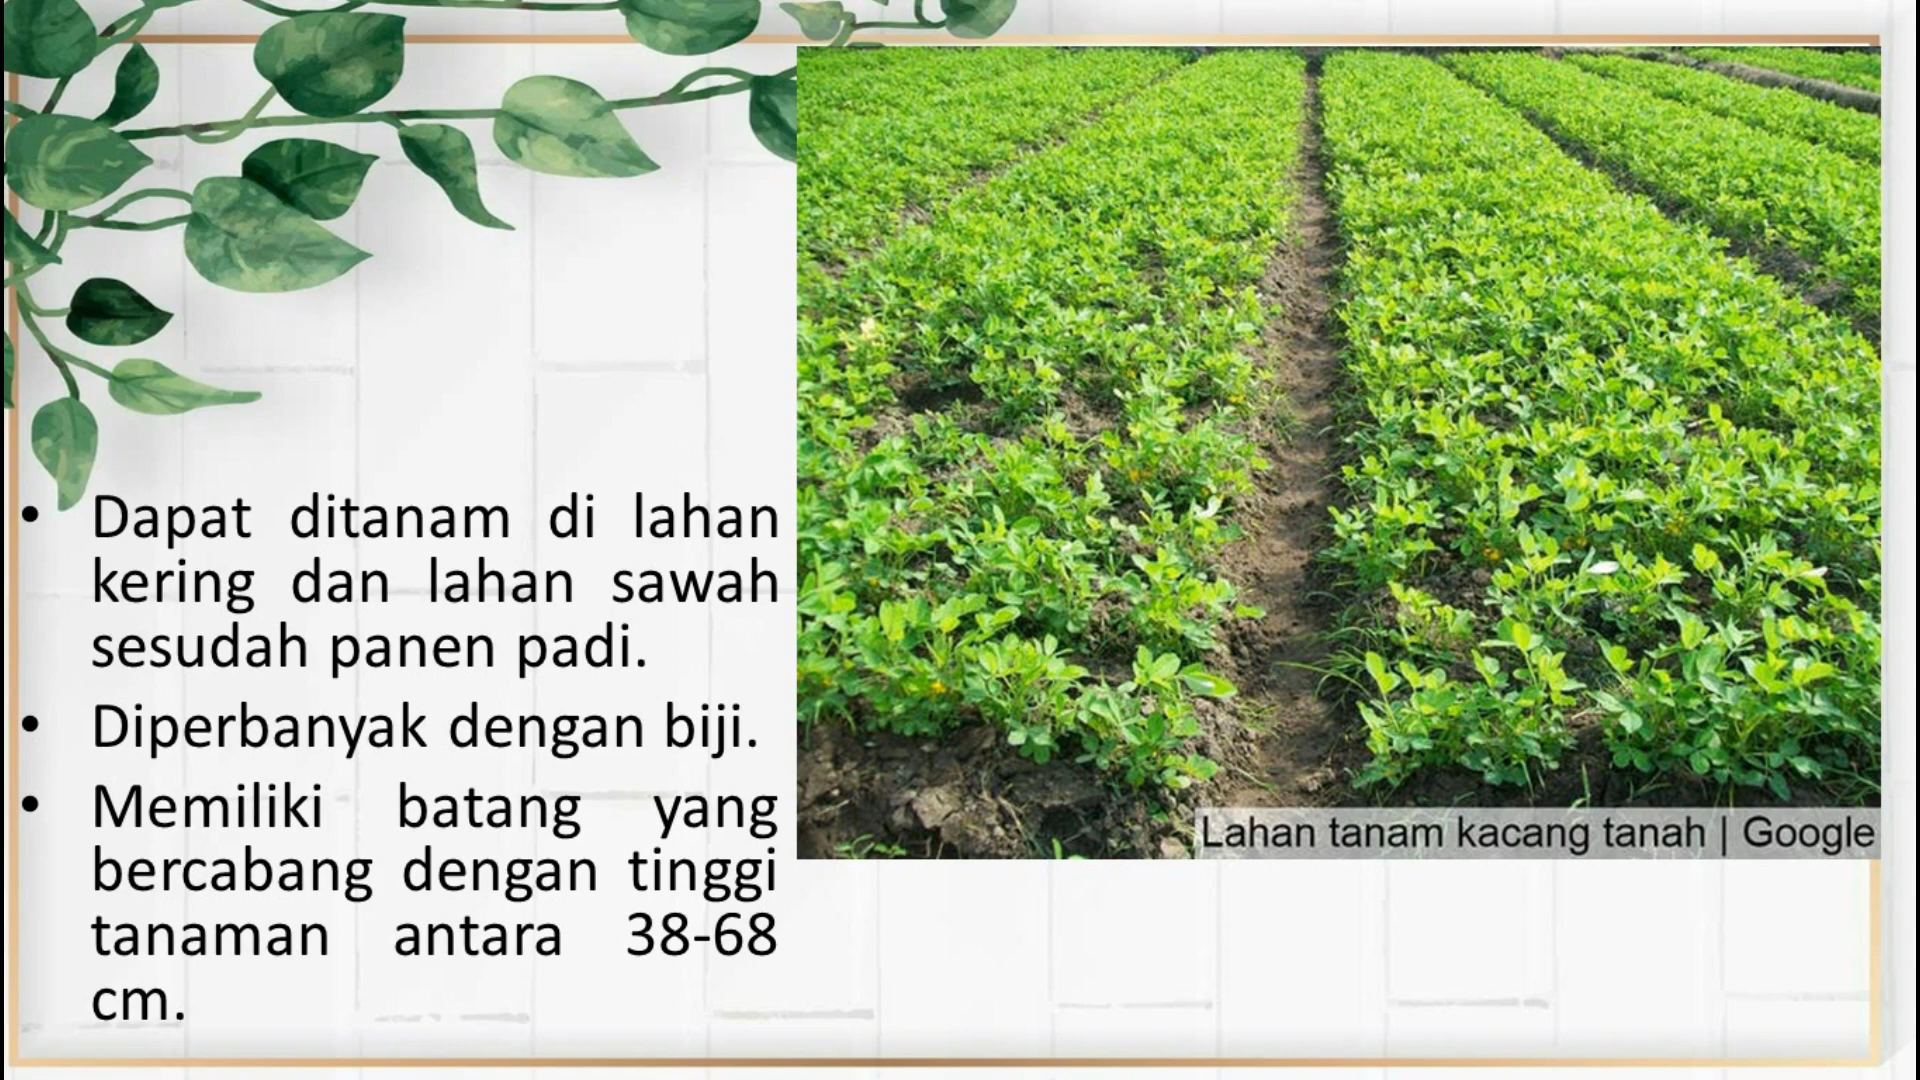 • Dapat ditanam di lahan
kering dan lahan sawah
sesudah panen padi.
• Diperbanyak dengan biji.
• Memiliki batang yang
bercabang dengan tinggi
tanaman antara 38-68
cm.
Lahan tanam kacang tanah | Google